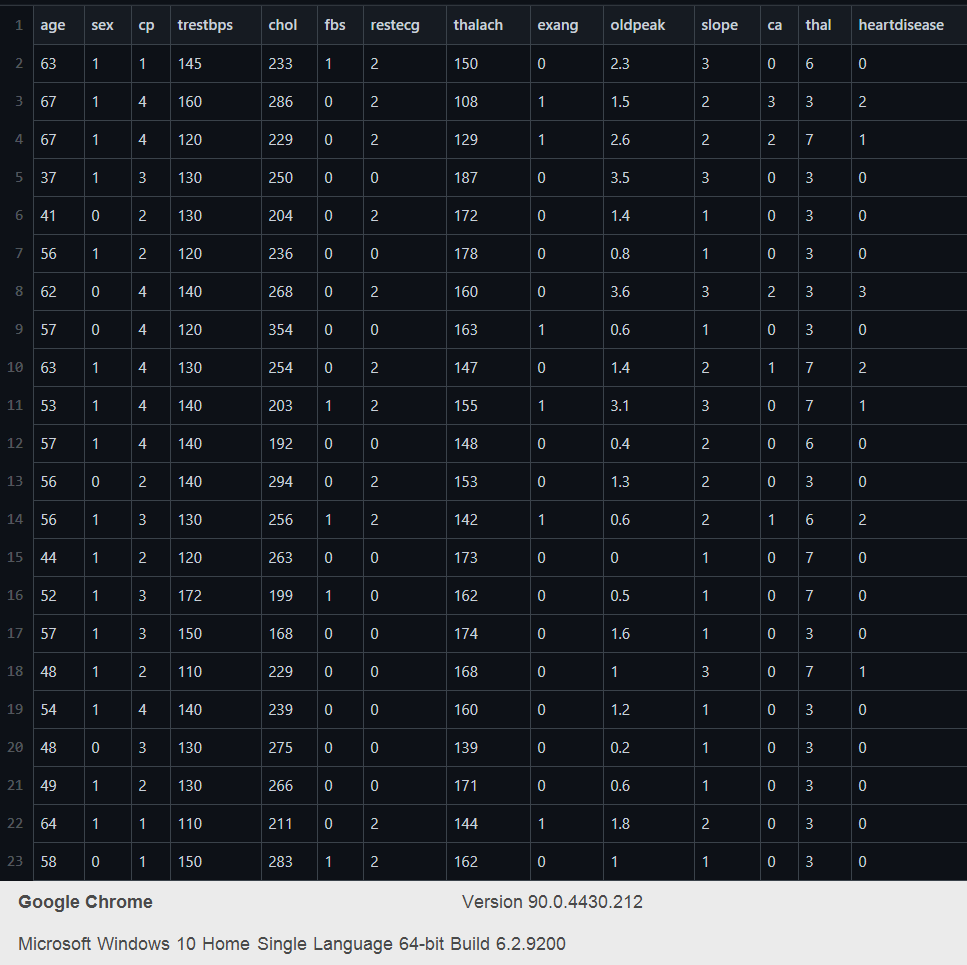 1 age sex cp trestbps chol fbs restecg thalach exang oldpeak slope ca thal heartdisease
2 63 1 1 145 233 1 2 150 0 2.3 3 0 6 0
3 67 1 4 160 286 0 2 108 1 1.5 2 3 3 2
4 67 1 4 120 229 0 2 129 1 2.6 2 2 7 1
5 37 1 3 130 250 0 0 187 0 3.5 3 0 3 0
6 41 0 2 130 204 0 2 172 0 1.4 1 0 3 0
7 56 1 2 120 236 0 0 178 0 0.8 1 0 3 0
8 62 0 4 140 268 0 2 160 0 3.6 3 2 3 3
9 57 0 4 120 354 0 0 163 1 0.6 1 0 3 0
10 63 1 4 130 254 0 2 147 0 1.4 2 1 7 2
11 53 1 4 140 203 1 2 155 1 3.1 3 0 7 1
12 57 1 4 140 192 0 0 148 0 0.4 2 0 6 0
13 56 0 2 140 294 0 2 153 0 1.3 2 0 3 0
14 56 1 3 130 256 1 2 142 1 0.6 2 1 6 2
15 44 1 2 120 263 0 0 173 0 0 1 0 7 0
16 52 1 3 172 199 1 0 162 0 0.5 1 0 7 0
17 57 1 3 150 168 0 0 174 0 1.6 1 0 3 0
18 48 1 2 110 229 0 0 168 0 1 3 0 7 1
19 54 1 4 140 239 0 0 160 0 1.2 1 0 3 0
20 48 0 3 130 275 0 0 139 0 0.2 1 0 3 0
21 49 1 2 130 266 0 0 171 0 0.6 1 0 3 0
22 64 1 1 110 211 0 2 144 1 1.8 2 0 3 0
23 58 0 1 150 283 1 2 162 0 1 1 0 3 0
Google Chrome Version 90.0.4430.212
Microsoft Windows 10 Home Single Language 64-bit Build 6.2.9200